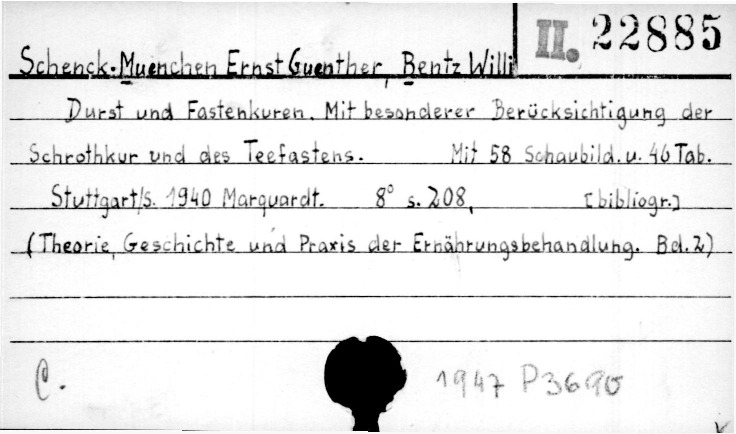 II. 22885
Schenck-Muenchen Ernst Guenther, Bentz Willi
Durst und Fastenkuren. Mit besonderer Berücksichtigung der
Schrothkur und des Teefastens. Mit 58 Schaubild. u. 46 Tab.
Stuttgart/s. 1940 Marquardt. 8° s. 208, [bibliogr.]
(Theorie, Geschichte und Praxis der Ernährungsbehandlung. Bd. 2)
C. 1947 P3690